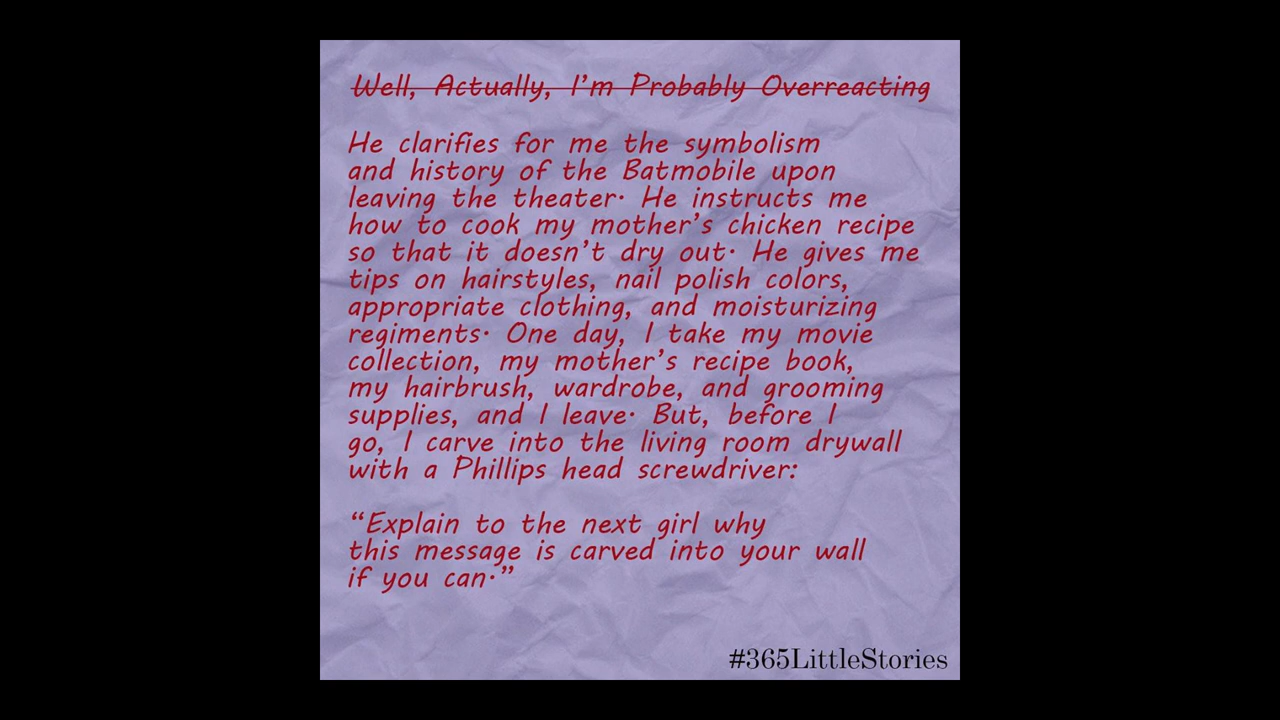 Well, Actually, I'm Probably Overreacting
He clarifies for me the symbolism
and history of the Batmobile upon
leaving the theater. He instructs me
how to cook my mother's chicken recipe
so that it doesn't dry out. He gives me
tips on hairstyles, nail polish colors,
appropriate clothing, and moisturizing
regiments. One day, I take my movie
collection, my mother's recipe book,
my hairbrush, wardrobe, and grooming
supplies, and I leave. But, before I
go, I carve into the living room drywall
with a Phillips head screwdriver:
“Explain to the next girl why
this message is carved into your wall
if you can.”
#365LittleStories